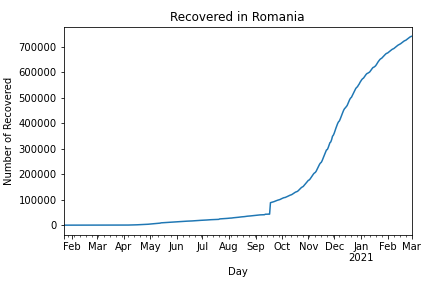 Recovered in Romania
Number of Recovered
700000
600000
500000
400000
300000
200000
100000
0
Feb Mar Apr May Jun Jul Aug Sep Oct Nov Dec Jan Feb Mar
2021
Day